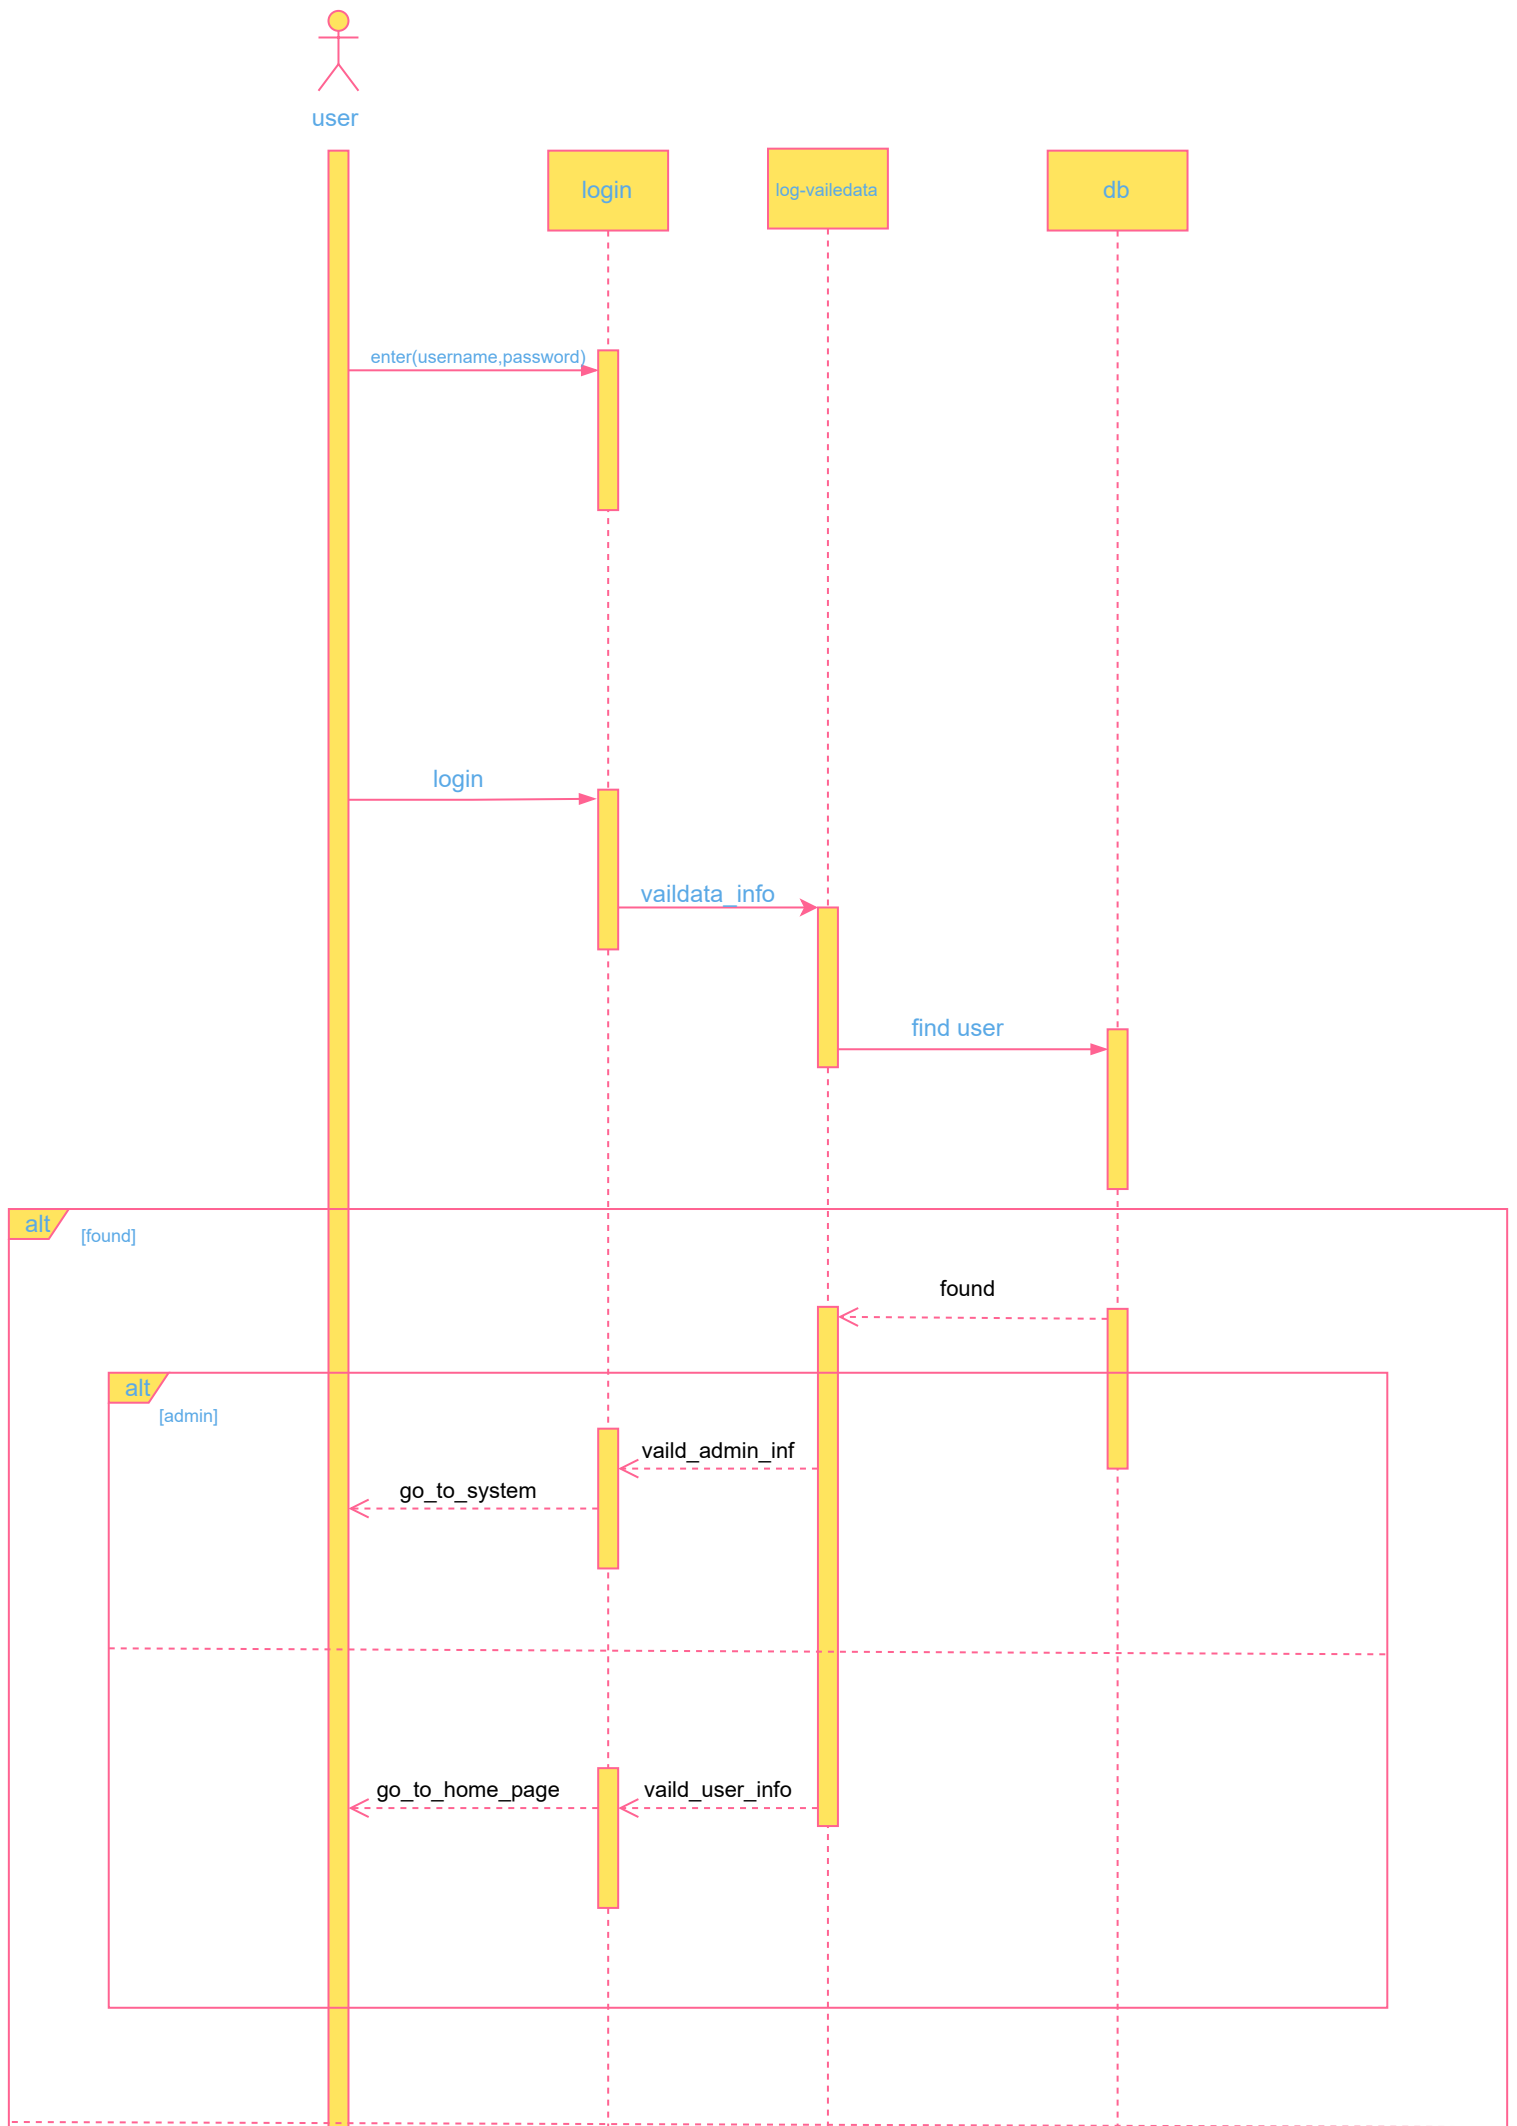 user
login
log-vailedata
db
enter(username,password)
login
vaildata_info
find user
alt
[found]
found
alt
[admin]
vaild_admin_inf
go_to_system
go_to_home_page
vaild_user_info